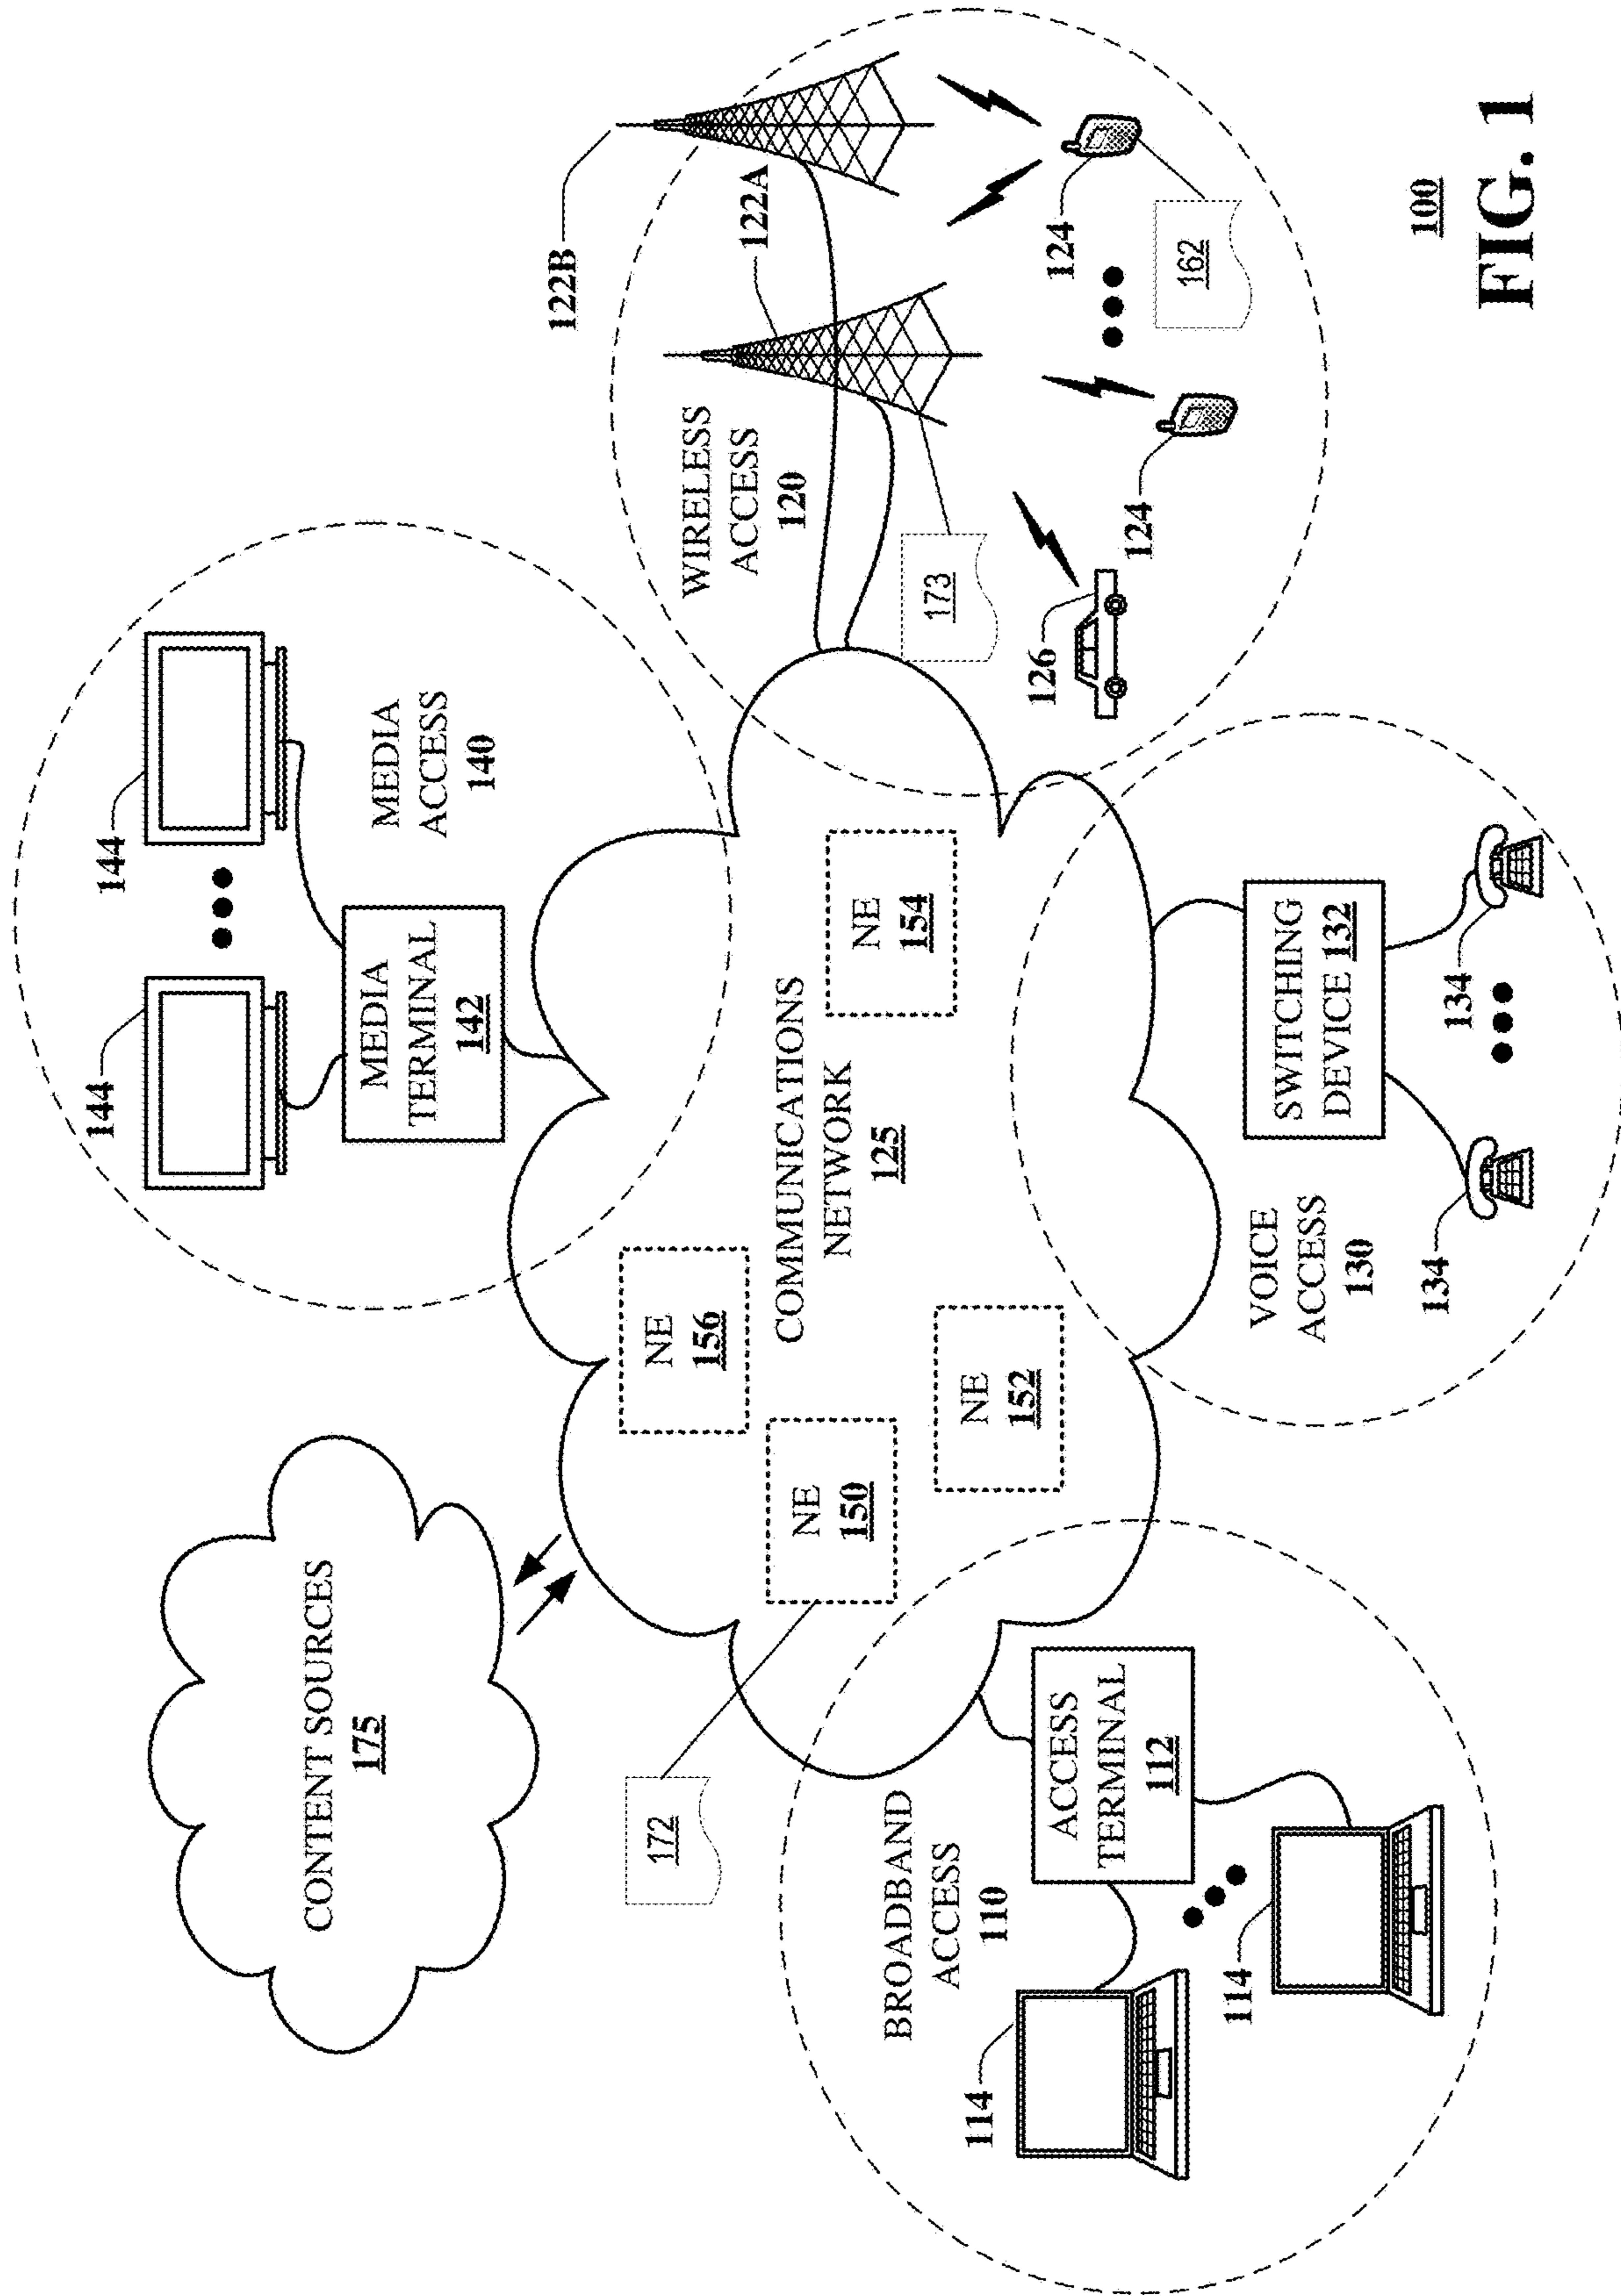 100
FIG. 1
CONTENT SOURCES
175
144
144
MEDIA
TERMINAL
142
MEDIA
ACCESS
140
122B
122A
WIRELESS
ACCESS
120
172
NE
156
NE
150
NE
152
COMMUNICATIONS
NETWORK
125
NE
154
173
126
124
124
162
BROADBAND
ACCESS
110
ACCESS
TERMINAL
112
114
114
VOICE
ACCESS
130
SWITCHING
DEVICE 132
134
134